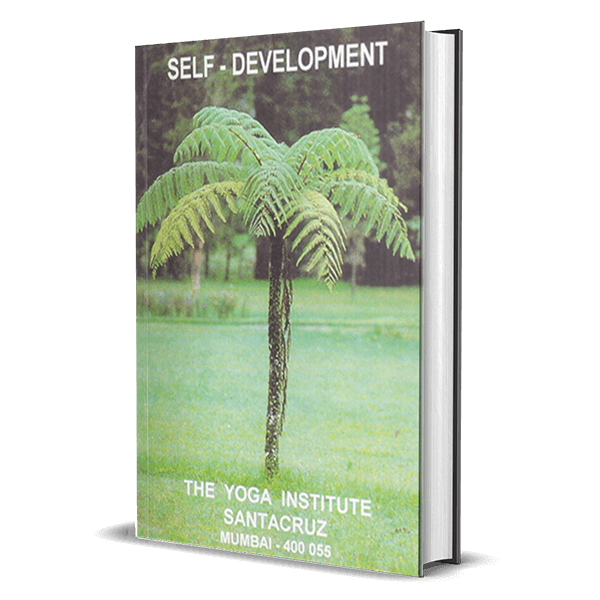 SELF - DEVELOPMENT
THE YOGA INSTITUTE
SANTACRUZ
MUMBAI - 400 055